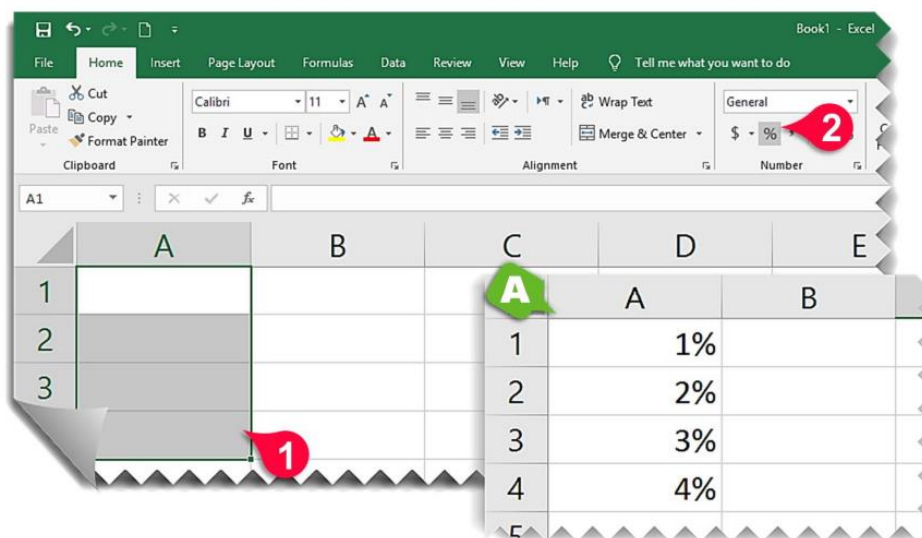 Book1 - Excel
File Home Insert Page Layout Formulas Data Review View Help Tell me what you want to do
Cut
Copy
Paste
Format Painter
Clipboard
Calibri 11 A A
B I U A
Font
ab Wrap Text
Merge & Center
Alignment
General
$ % 2
Number
A1 fx
A B C D E
1
2
3
1
A
A B
1 1%
2 2%
3 3%
4 4%